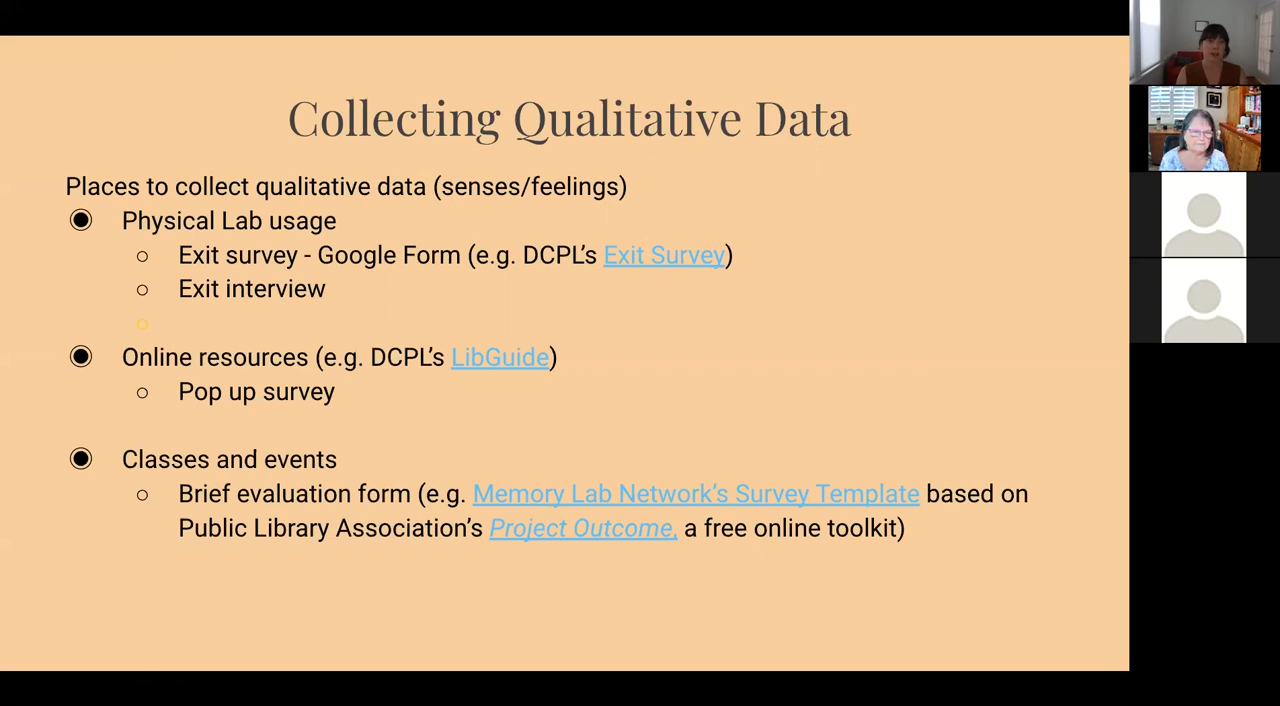 Collecting Qualitative Data
Places to collect qualitative data (senses/feelings)
Physical Lab usage
Exit survey - Google Form (e.g. DCPL’s Exit Survey)
Exit interview
Online resources (e.g. DCPL’s LibGuide)
Pop up survey
Classes and events
Brief evaluation form (e.g. Memory Lab Network’s Survey Template based on
Public Library Association’s Project Outcome, a free online toolkit)